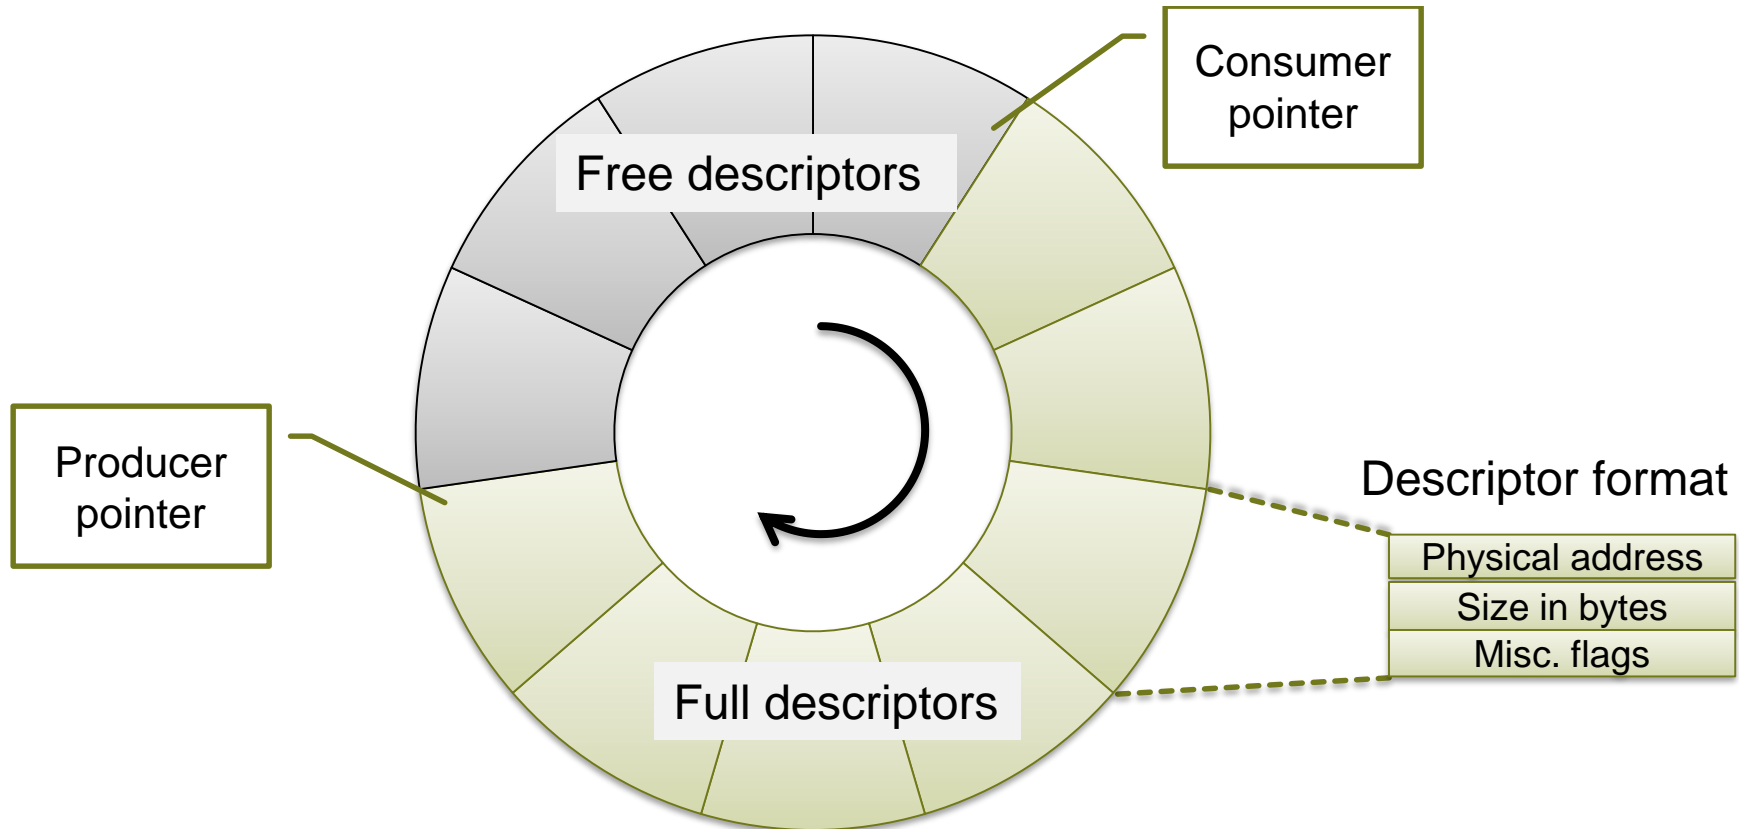 Consumer
pointer
Free descriptors
Producer
pointer
Descriptor format
Physical address
Size in bytes
Misc. flags
Full descriptors